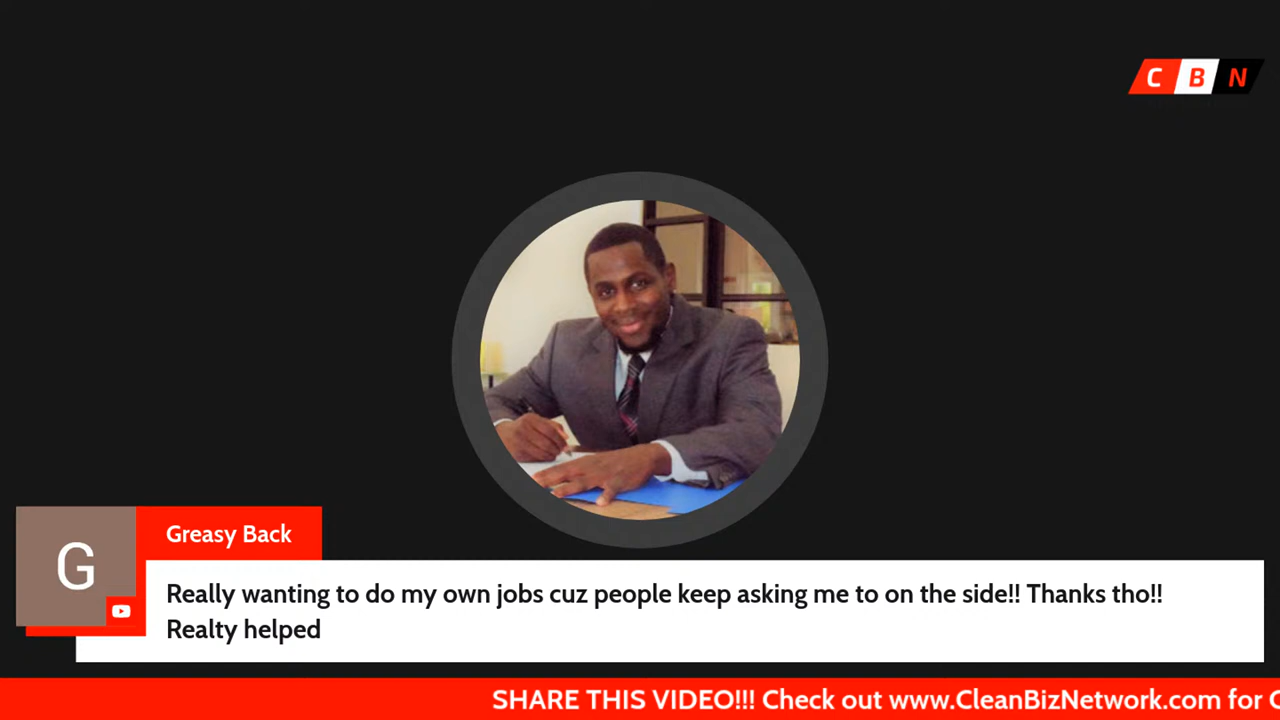 C B N
Greasy Back
G
Really wanting to do my own jobs cuz people keep asking me to on the side!! Thanks tho!!
Realty helped
SHARE THIS VIDEO!!! Check out www.CleanBizNetwork.com for